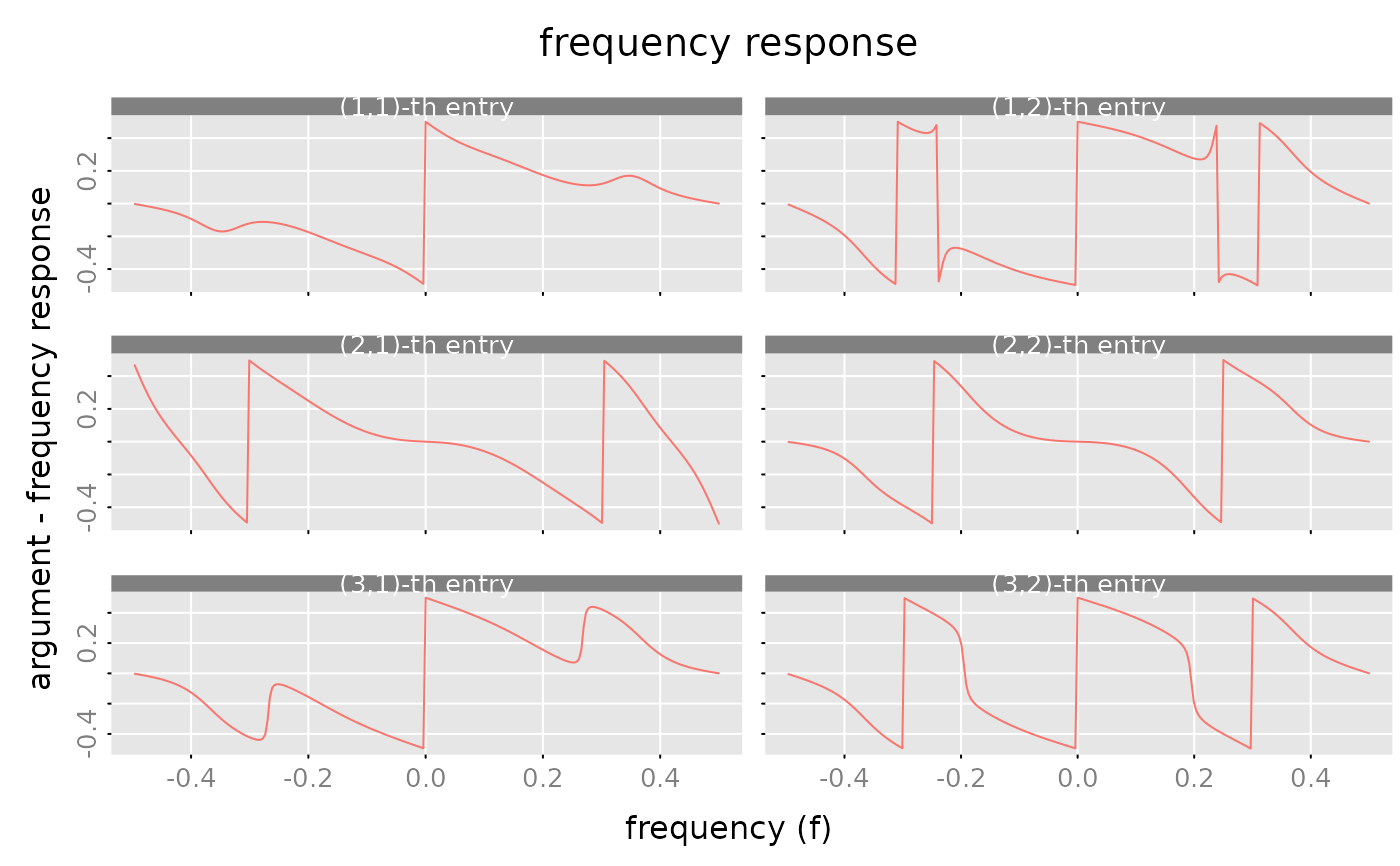 frequency response
(1,1)-th entry
(1,2)-th entry
0.2
-0.4
(2,1)-th entry
(2,2)-th entry
0.2
-0.4
(3,1)-th entry
(3,2)-th entry
0.2
-0.4
argument - frequency response
-0.4 -0.2 0.0 0.2 0.4
-0.4 -0.2 0.0 0.2 0.4
frequency (f)